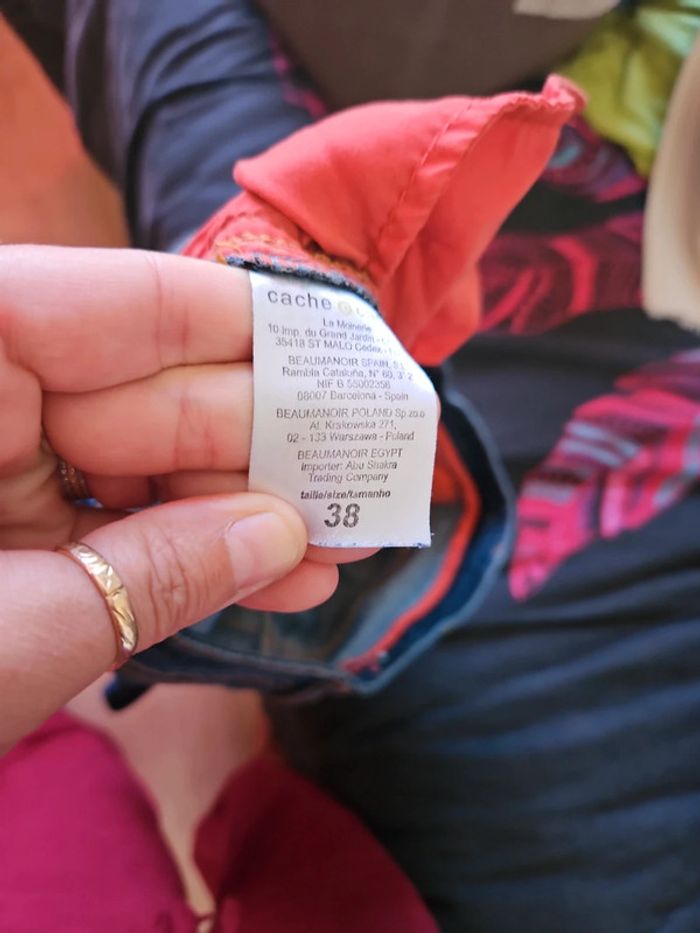 cache
La Moinerie
10 Imp. du Grand Jardin
35418 ST MALO Cedex
BEAUMANOIR SPAIN, S.L
Rambla Cataluña, N° 60, 3° 2
NIF B 55002356
08007 Barcelona - Spain
BEAUMANOIR POLAND Sp.zo.o
Al. Krakowska 271,
02 - 133 Warszawa - Poland
BEAUMANOIR EGYPT
Importer: Abu Shakra
Trading Company
taille/size/tamanho
38